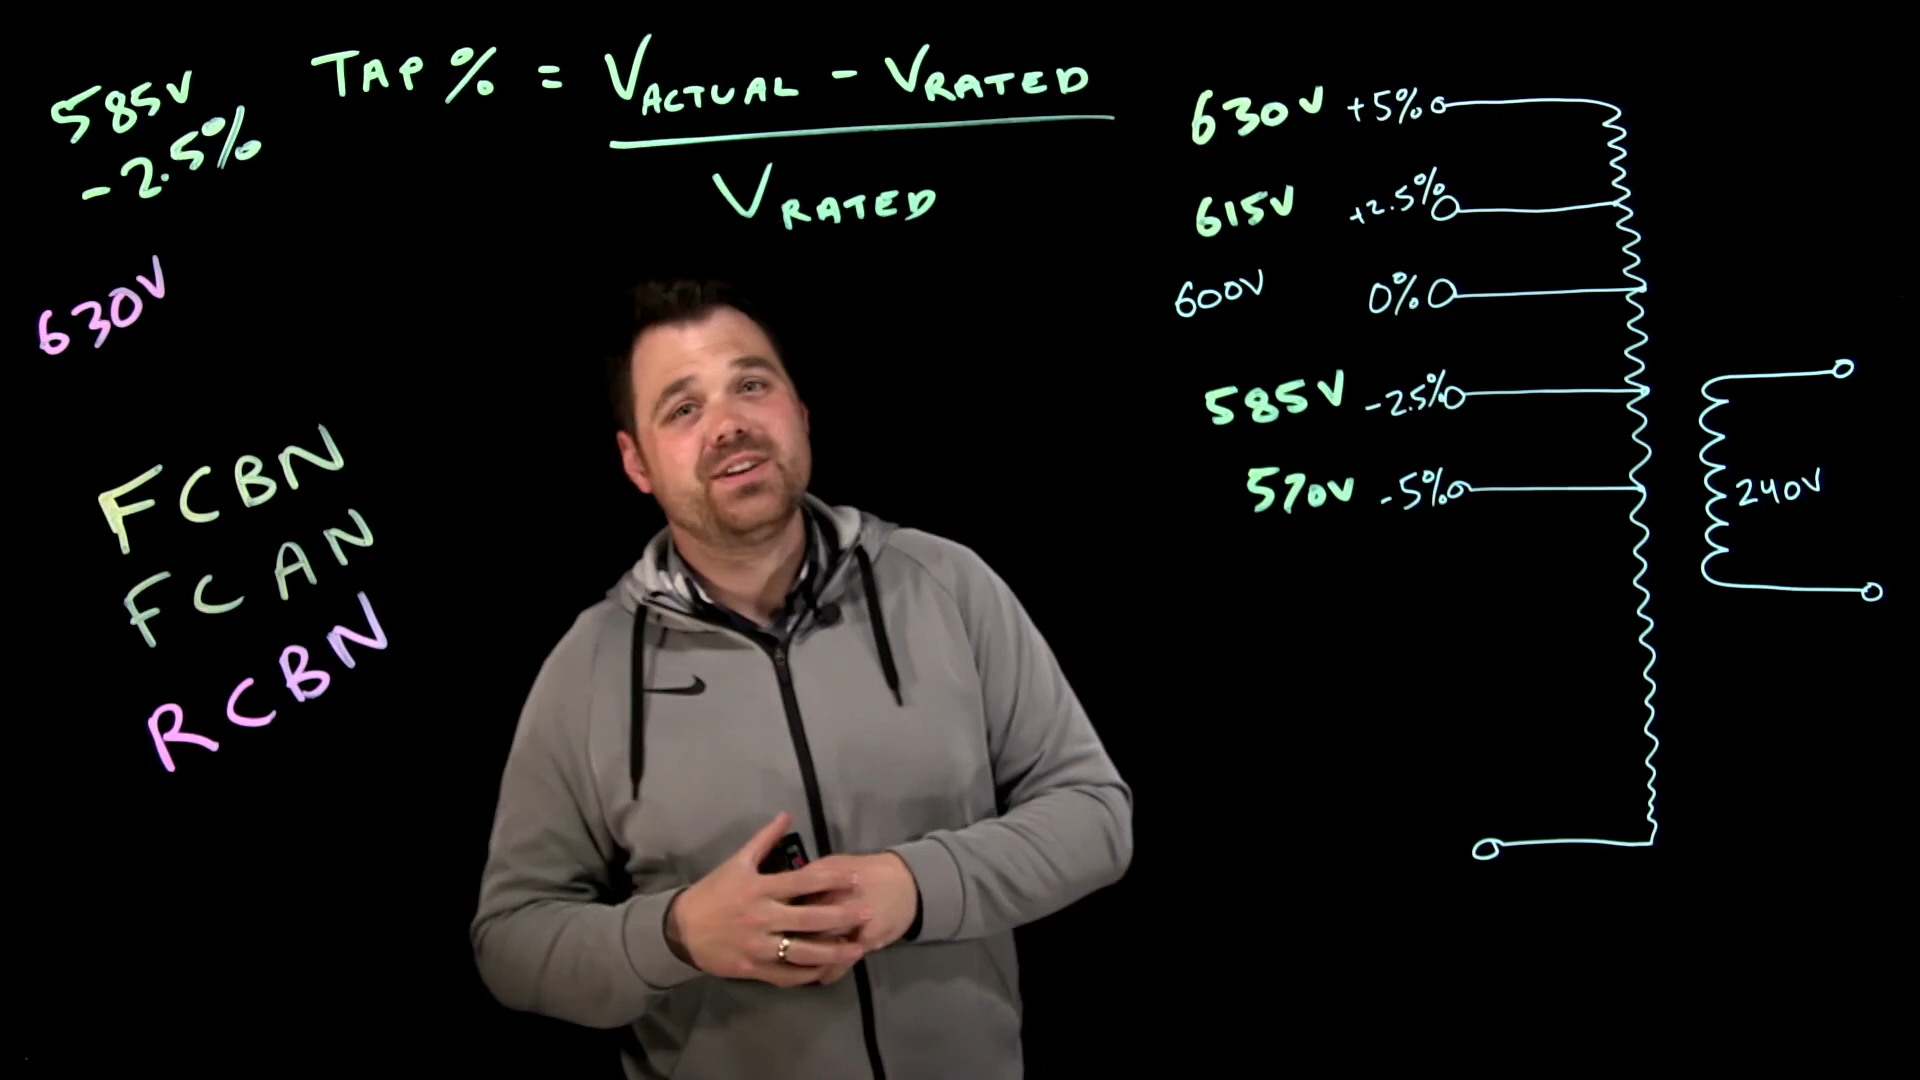 585V
-2.5%
TAP % = VACTUAL - VRATED
VRATED
630V
FCBN
FCAN
RCBN
630V +5%
615V +2.5%
600V 0%
585V -2.5%
570V -5%
240V